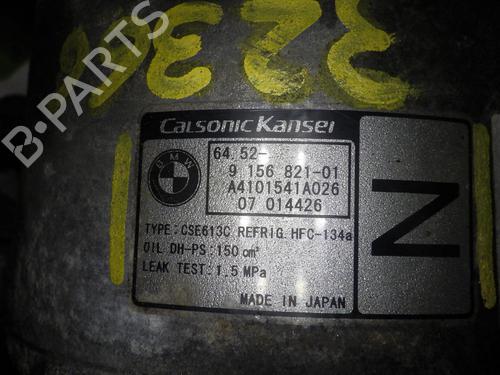 323G
B-PARTS
CALSONIC KANSEI
BMW
64.52-
9 156 821-01
A4101541A026
07 014426
TYPE: CSE613C REFRIG. HFC-134a
OIL DH-PS: 150 cm³
LEAK TEST: 1.5 MPa
MADE IN JAPAN
N